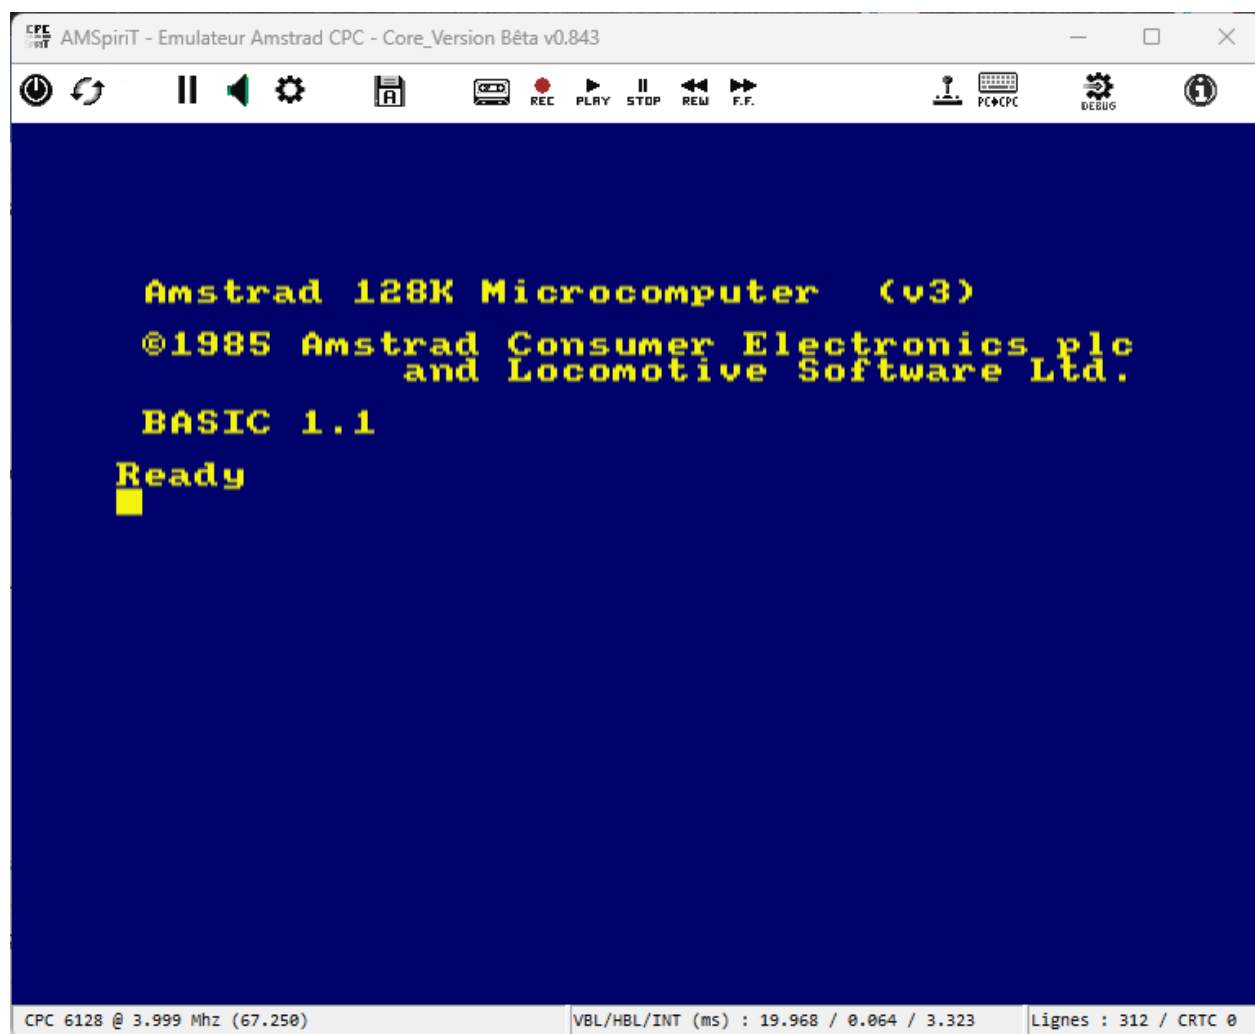 CPC SPIRIT AMSpiriT - Emulateur Amstrad CPC - Core_Version Bêta v0.843
A REC PLAY STOP REW F.F. PC CPC DEBUG
Amstrad 128K Microcomputer (v3)
©1985 Amstrad Consumer Electronics plc
and Locomotive Software Ltd.
BASIC 1.1
Ready
CPC 6128 @ 3.999 Mhz (67.250) VBL/HBL/INT (ms) : 19.968 / 0.064 / 3.323 Lignes : 312 / CRTC 0